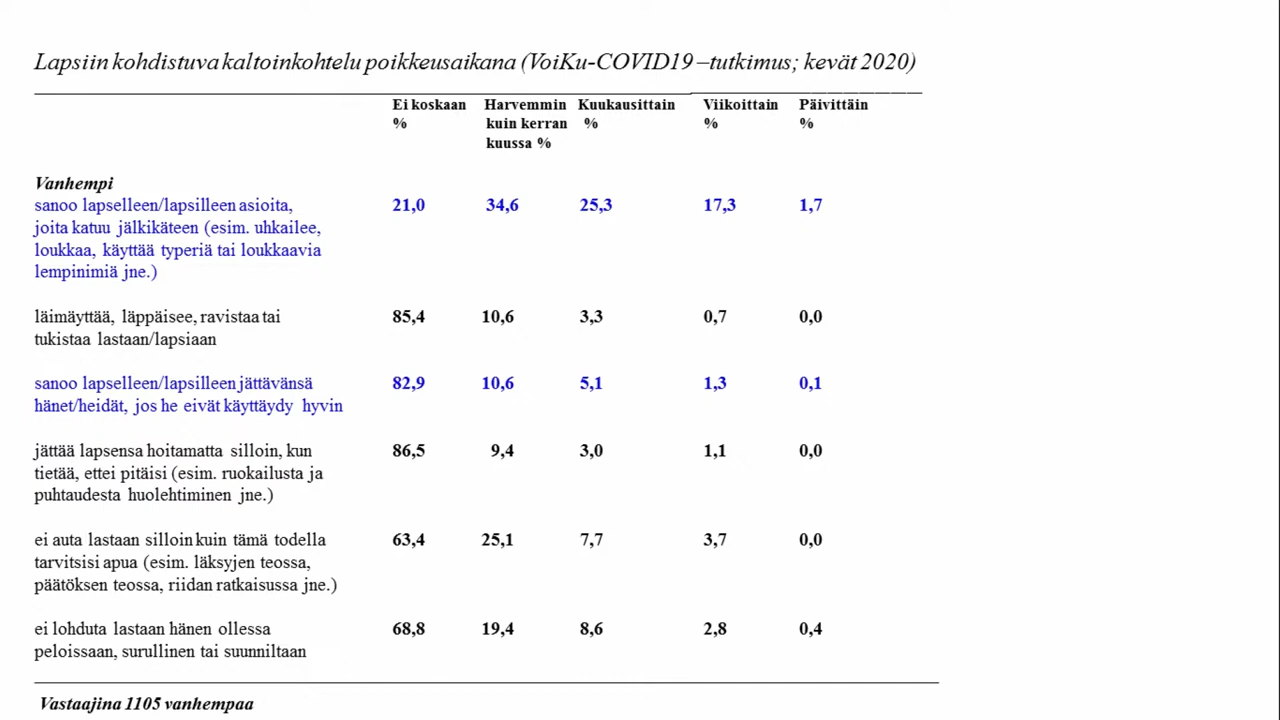 Lapsiin kohdistuva kaltoinkohtelu poikkeusaikana (VoiKu-COVID19 –tutkimus; kevät 2020)
Ei koskaan Harvemmin Kuukausittain Viikoittain Päivittäin
% kuin kerran % % %
kuussa %
Vanhempi
sanoo lapselleen/lapsilleen asioita, 21,0 34,6 25,3 17,3 1,7
joita katuu jälkikäteen (esim. uhkailee,
loukkaa, käyttää typeriä tai loukkaavia
lempinimiä jne.)
läimäyttää, läppäisee, ravistaa tai 85,4 10,6 3,3 0,7 0,0
tukistaa lastaan/lapsiaan
sanoo lapselleen/lapsilleen jättävänsä 82,9 10,6 5,1 1,3 0,1
hänet/heidät, jos he eivät käyttäydy hyvin
jättää lapsensa hoitamatta silloin, kun 86,5 9,4 3,0 1,1 0,0
tietää, ettei pitäisi (esim. ruokailusta ja
puhtaudesta huolehtiminen jne.)
ei auta lastaan silloin kuin tämä todella 63,4 25,1 7,7 3,7 0,0
tarvitsisi apua (esim. läksyjen teossa,
päätöksen teossa, riidan ratkaisussa jne.)
ei lohduta lastaan hänen ollessa 68,8 19,4 8,6 2,8 0,4
peloissaan, surullinen tai suunniltaan
Vastaajina 1105 vanhempaa